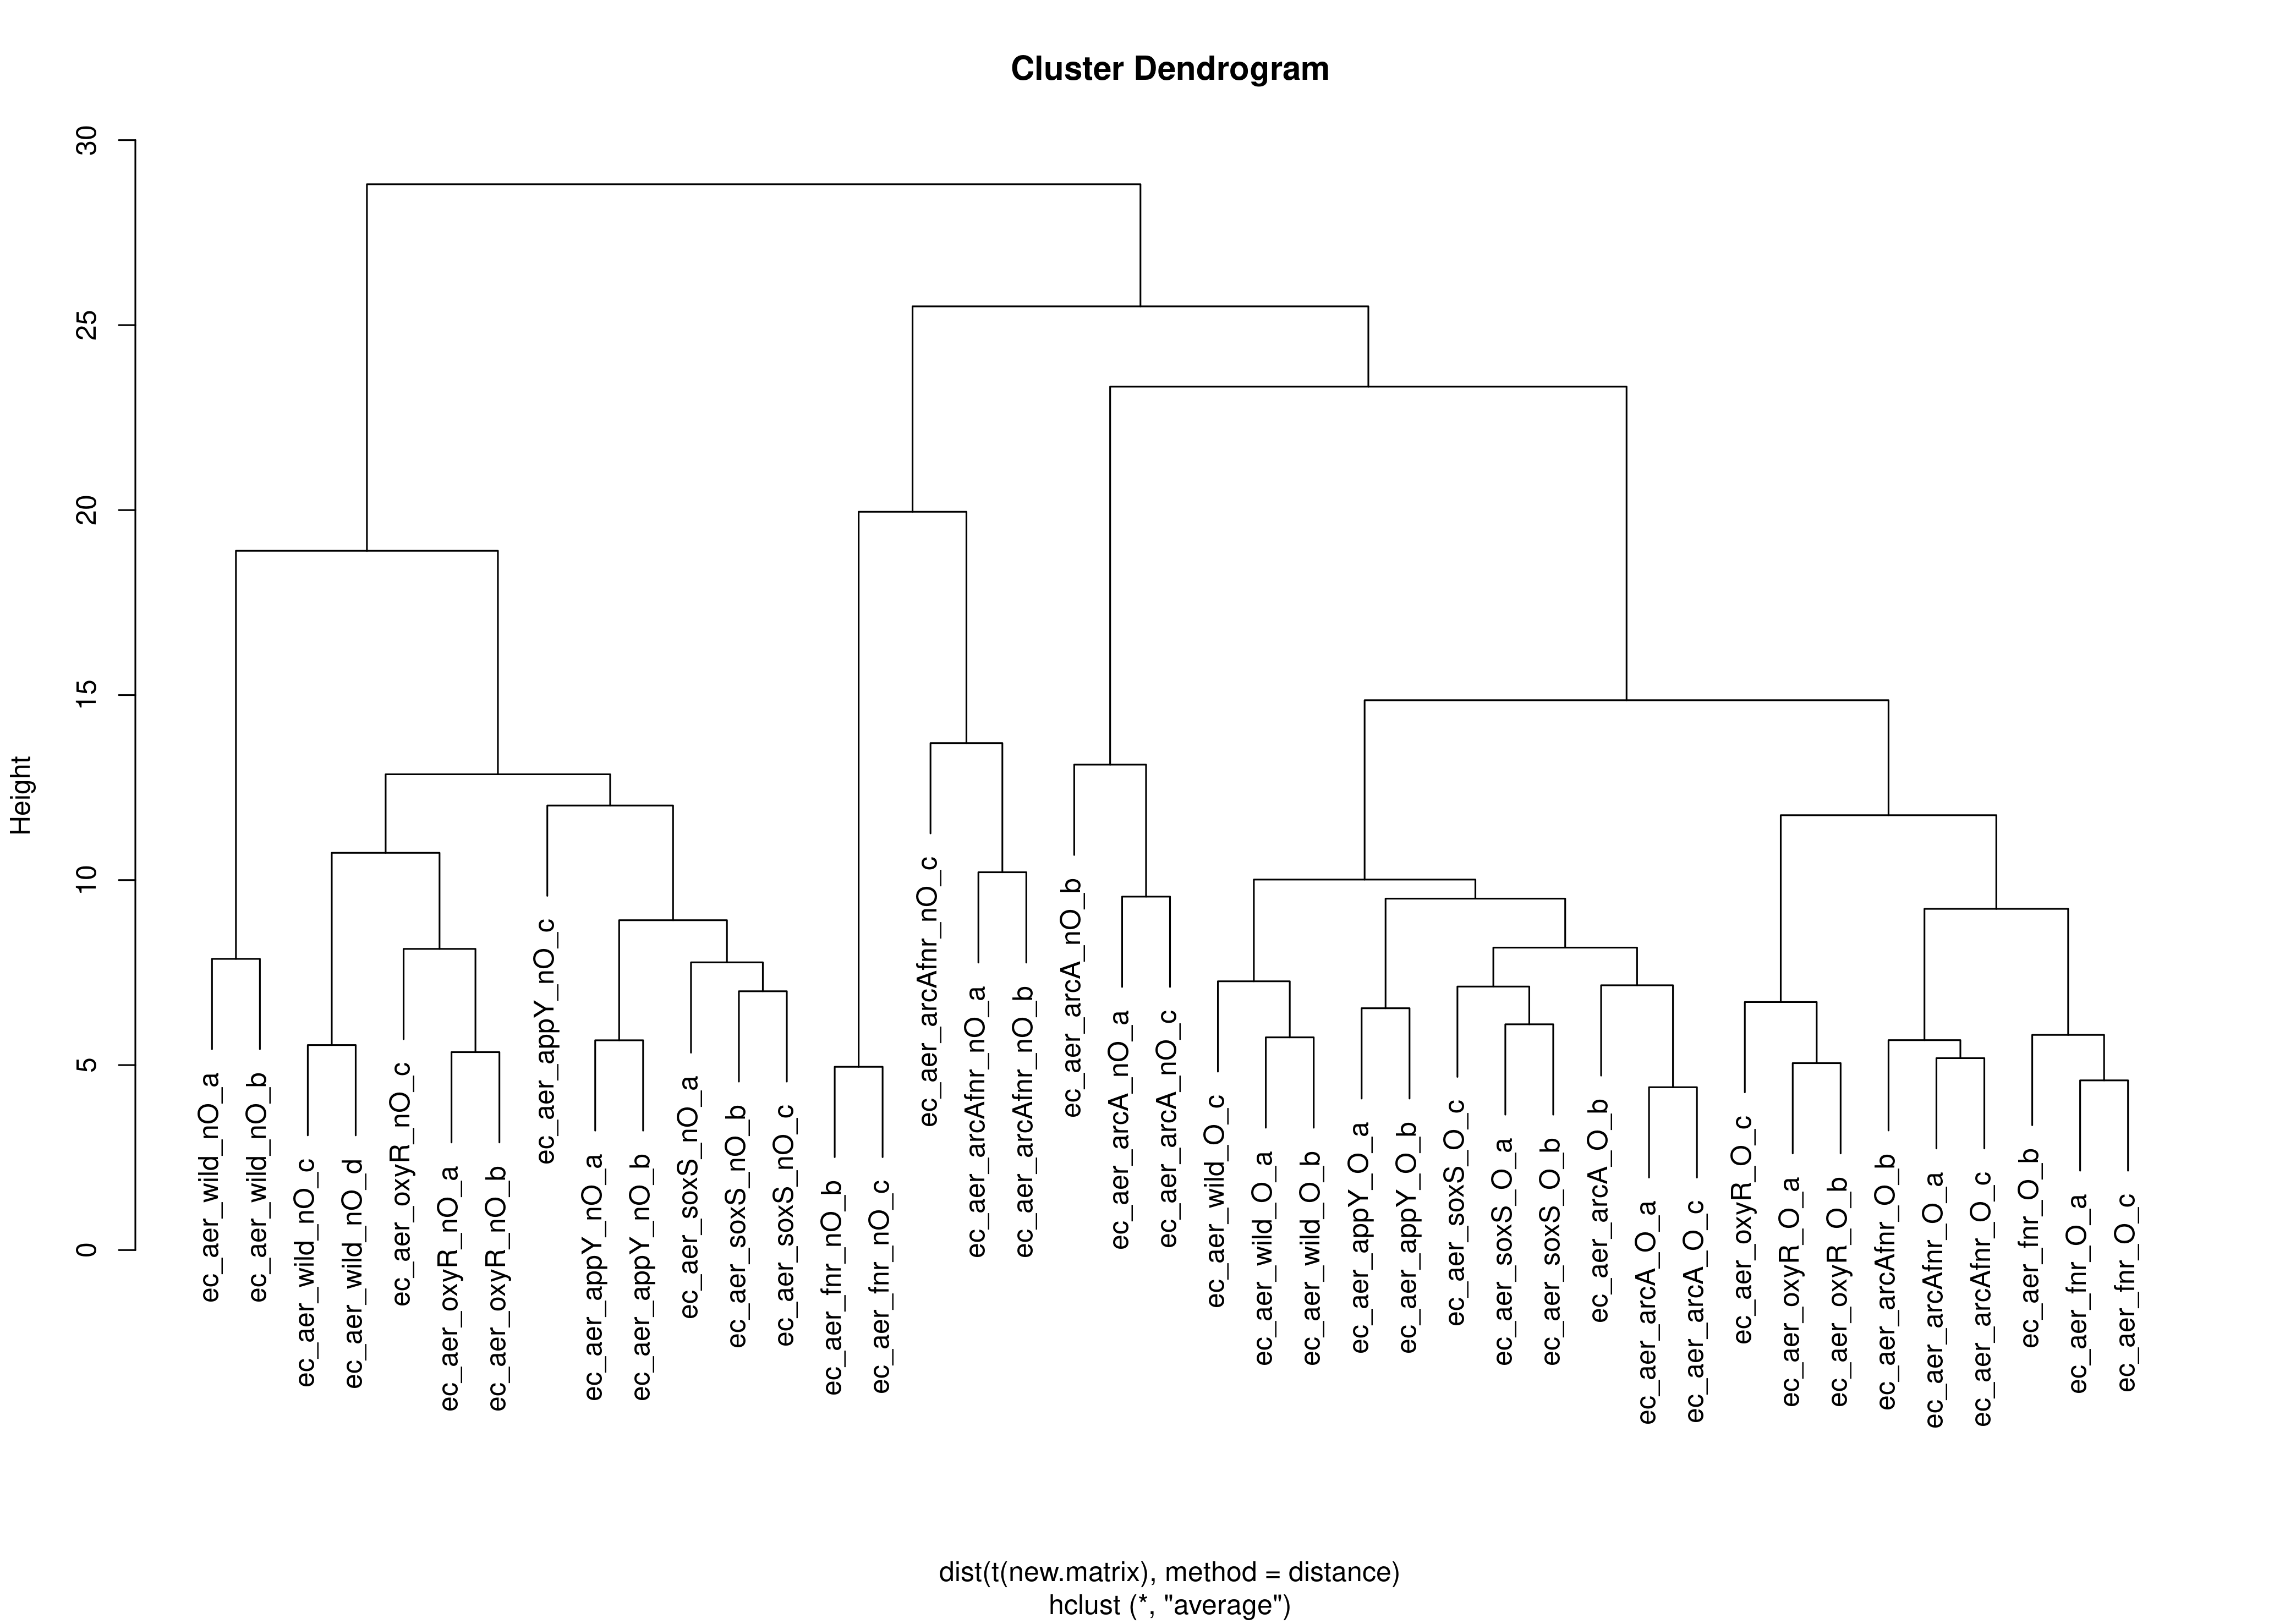 Cluster Dendrogram
30
25
20
15
10
5
0
Height
ec_aer_wild_nO_a
ec_aer_wild_nO_b
ec_aer_wild_nO_c
ec_aer_wild_nO_d
ec_aer_oxyR_nO_c
ec_aer_oxyR_nO_a
ec_aer_oxyR_nO_b
ec_aer_appY_nO_c
ec_aer_appY_nO_a
ec_aer_appY_nO_b
ec_aer_soxS_nO_a
ec_aer_soxS_nO_b
ec_aer_soxS_nO_c
ec_aer_fnr_nO_b
ec_aer_fnr_nO_c
ec_aer_arcAfnr_nO_c
ec_aer_arcAfnr_nO_a
ec_aer_arcAfnr_nO_b
ec_aer_arcA_nO_b
ec_aer_arcA_nO_a
ec_aer_arcA_nO_c
ec_aer_wild_O_c
ec_aer_wild_O_a
ec_aer_wild_O_b
ec_aer_appY_O_a
ec_aer_appY_O_b
ec_aer_soxS_O_c
ec_aer_soxS_O_a
ec_aer_soxS_O_b
ec_aer_arcA_O_b
ec_aer_arcA_O_a
ec_aer_arcA_O_c
ec_aer_oxyR_O_c
ec_aer_oxyR_O_a
ec_aer_oxyR_O_b
ec_aer_arcAfnr_O_b
ec_aer_arcAfnr_O_a
ec_aer_arcAfnr_O_c
ec_aer_fnr_O_b
ec_aer_fnr_O_a
ec_aer_fnr_O_c
dist(t(new.matrix), method = distance)
hclust (*, "average")